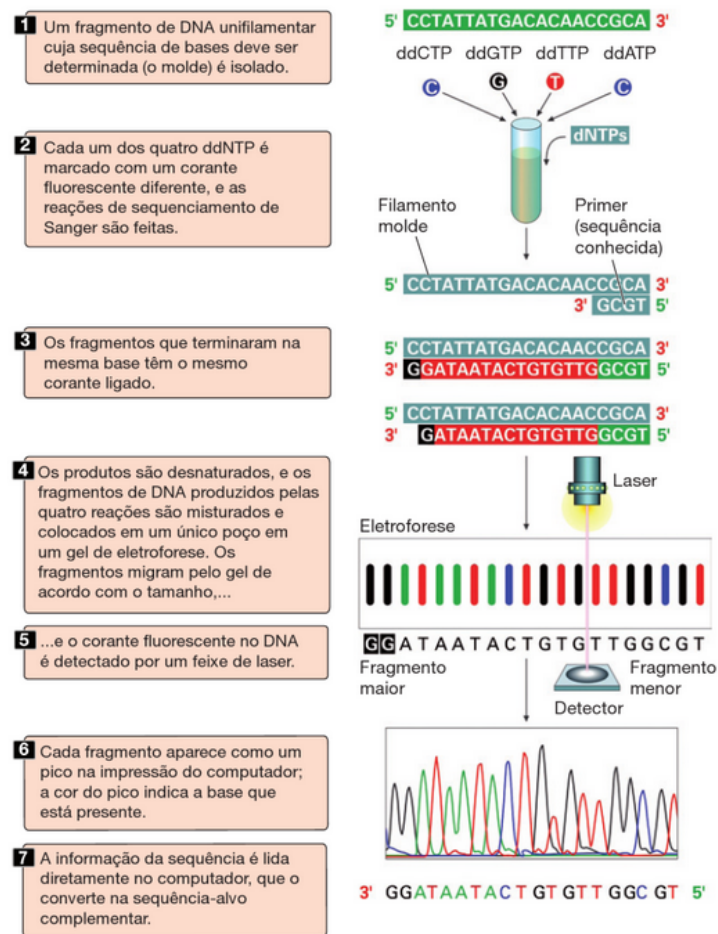 1 Um fragmento de DNA unifilamentar
cuja sequência de bases deve ser
determinada (o molde) é isolado.
5' CCTATTATGACACAACCGCA 3'
ddCTP ddGTP ddTTP ddATP
C G T C
dNTPs
2 Cada um dos quatro ddNTP é
marcado com um corante
fluorescente diferente, e as
reações de sequenciamento de
Sanger são feitas.
Filamento
molde
Primer
(sequência
conhecida)
5' CCTATTATGACACAACCGCA 3'
3' GCGT 5'
3 Os fragmentos que terminaram na
mesma base têm o mesmo
corante ligado.
5' CCTATTATGACACAACCGCA 3'
3' GGATAATACTGTGTTGGCGT 5'
5' CCTATTATGACACAACCGCA 3'
3' GATAATACTGTGTTGGCGT 5'
4 Os produtos são desnaturados, e os
fragmentos de DNA produzidos pelas
quatro reações são misturados e
colocados em um único poço em
um gel de eletroforese. Os
fragmentos migram pelo gel de
acordo com o tamanho,...
Laser
Eletroforese
5 ...e o corante fluorescente no DNA
é detectado por um feixe de laser.
GGATAATACTGTGTTGGCGT
Fragmento
maior
Fragmento
menor
Detector
6 Cada fragmento aparece como um
pico na impressão do computador;
a cor do pico indica a base que
está presente.
7 A informação da sequência é lida
diretamente no computador, que o
converte na sequência-alvo
complementar.
3' GGATAATACTGTGTTGGCGT 5'